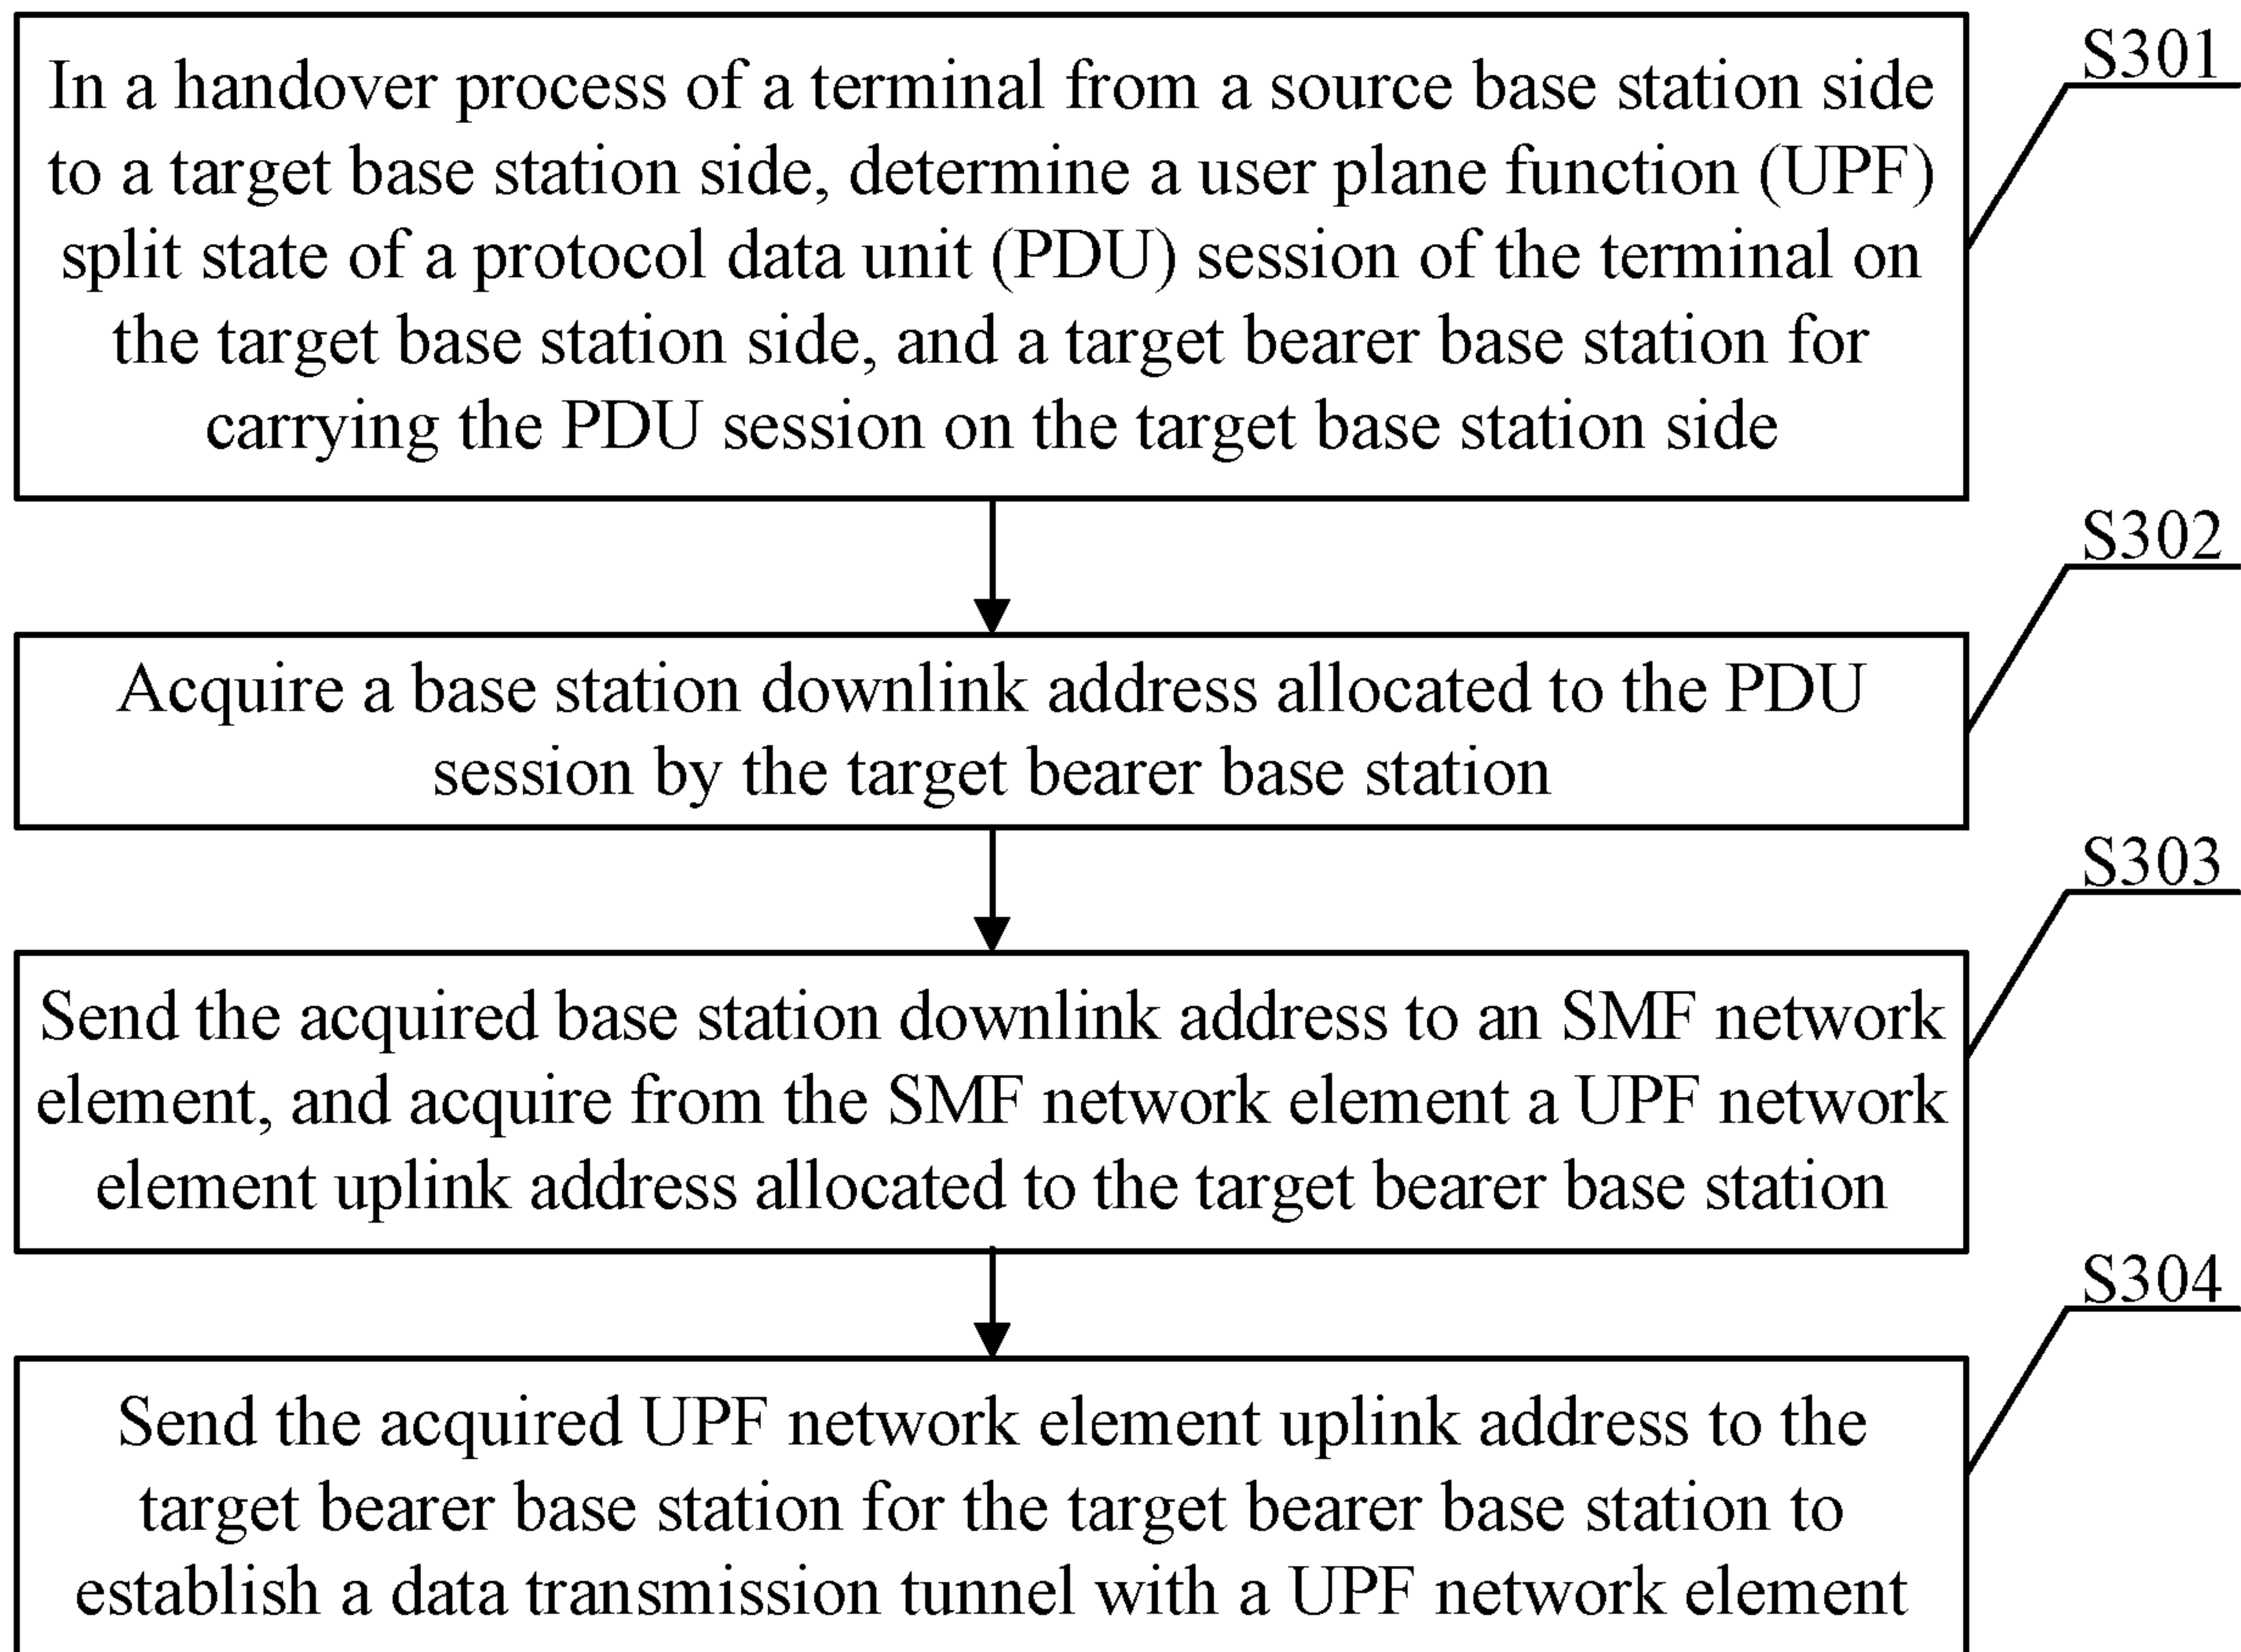 In a handover process of a terminal from a source base station side
to a target base station side, determine a user plane function (UPF)
split state of a protocol data unit (PDU) session of the terminal on
the target base station side, and a target bearer base station for
carrying the PDU session on the target base station side
S301
Acquire a base station downlink address allocated to the PDU
session by the target bearer base station
S302
Send the acquired base station downlink address to an SMF network
element, and acquire from the SMF network element a UPF network
element uplink address allocated to the target bearer base station
S303
Send the acquired UPF network element uplink address to the
target bearer base station for the target bearer base station to
establish a data transmission tunnel with a UPF network element
S304